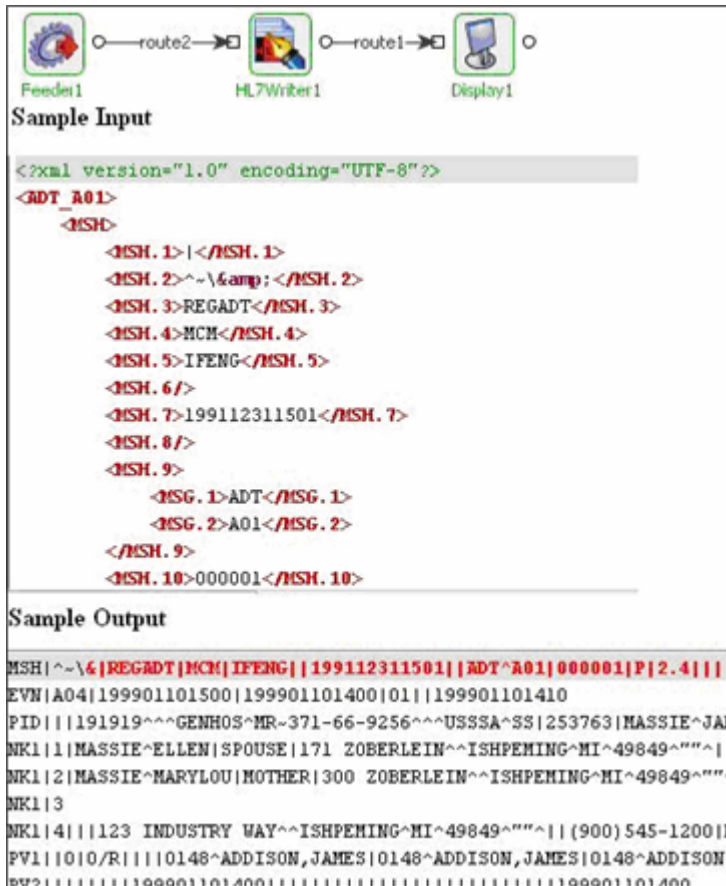 route2 route1
Feeder1 HL7Writer1 Display1
Sample Input
<?xml version="1.0" encoding="UTF-8"?>
<ADT_A01>
<MSH>
<MSH.1>|</MSH.1>
<MSH.2>^~\&amp;</MSH.2>
<MSH.3>REGADT</MSH.3>
<MSH.4>MCM</MSH.4>
<MSH.5>IFENG</MSH.5>
<MSH.6/>
<MSH.7>199112311501</MSH.7>
<MSH.8/>
<MSH.9>
<MSG.1>ADT</MSG.1>
<MSG.2>A01</MSG.2>
</MSH.9>
<MSH.10>000001</MSH.10>
Sample Output
MSH|^~\&|REGADT|MCM|IFENG||199112311501||ADT^A01|000001|P|2.4|||
EVN|A04|199901101500|199901101400|01||199901101410
PID|||191919^^^GENHOS^MR~371-66-9256^^^USSSA^SS|253763|MASSIE^JA
NK1|1|MASSIE^ELLEN|SPOUSE|171 ZOBERLEIN^^ISHPEMING^MI^49849^""^|
NK1|2|MASSIE^MARYLOU|MOTHER|300 ZOBERLEIN^^ISHPEMING^MI^49849^""^
NK1|3
NK1|4|||123 INDUSTRY WAY^^ISHPEMING^MI^49849^""^||(900)545-1200|
PV1||0|0/R||||0148^ADDISON,JAMES|0148^ADDISON,JAMES|0148^ADDISON
PV2||||||||199901101400||||||||||||||||||||||||||199901101400